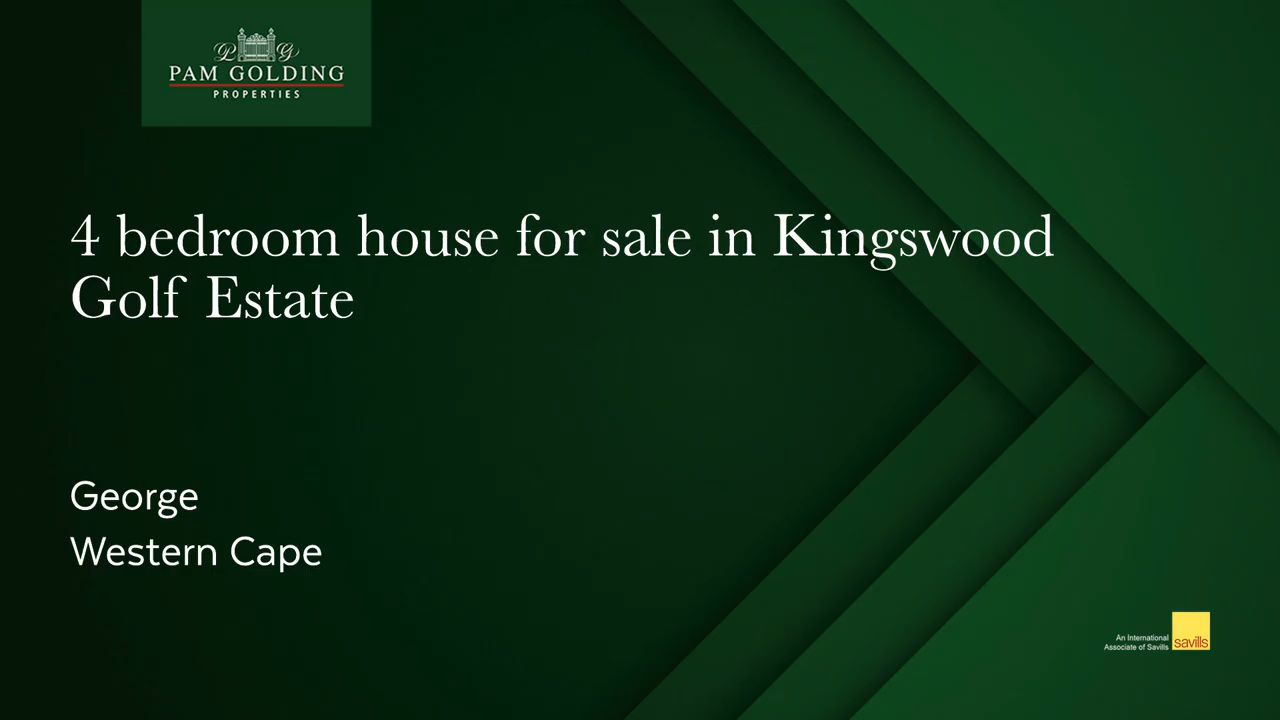 P G
PAM GOLDING
PROPERTIES
4 bedroom house for sale in Kingswood
Golf Estate
George
Western Cape
An International
Associate of Savills
savills